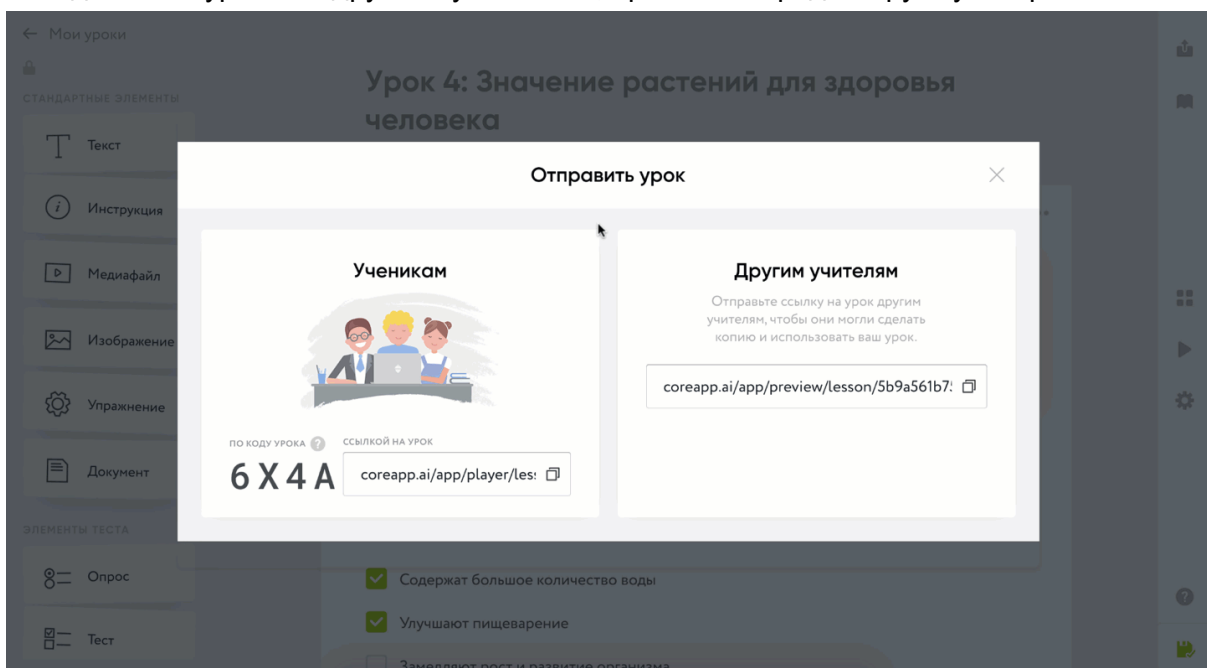 ← Мои уроки
СТАНДАРТНЫЕ ЭЛЕМЕНТЫ
Текст
Инструкция
Медиафайл
Изображение
Упражнение
Документ
ЭЛЕМЕНТЫ ТЕСТА
Опрос
Тест
Урок 4: Значение растений для здоровья
человека
Отправить урок
Ученикам
ПО КОДУ УРОКА ?
6X4A
ССЫЛКОЙ НА УРОК
coreapp.ai/app/player/les
Другим учителям
Отправьте ссылку на урок другим
учителям, чтобы они могли сделать
копию и использовать ваш урок.
coreapp.ai/app/preview/lesson/5b9a561b7
Содержат большое количество воды
Улучшают пищеварение
Замедляют рост и развитие организма